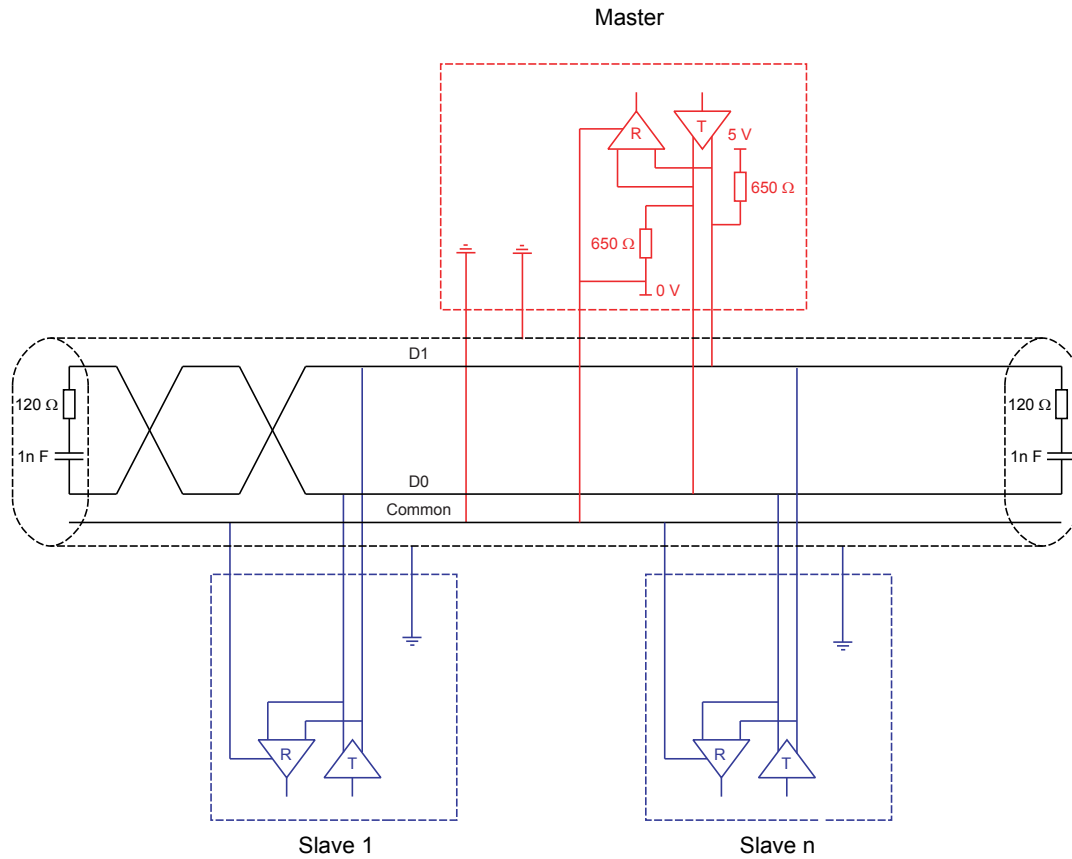 Master
R
T
5 V
650 Ω
650 Ω
0 V
D1
120 Ω
120 Ω
1n F
1n F
D0
Common
R
T
R
T
Slave 1
Slave n